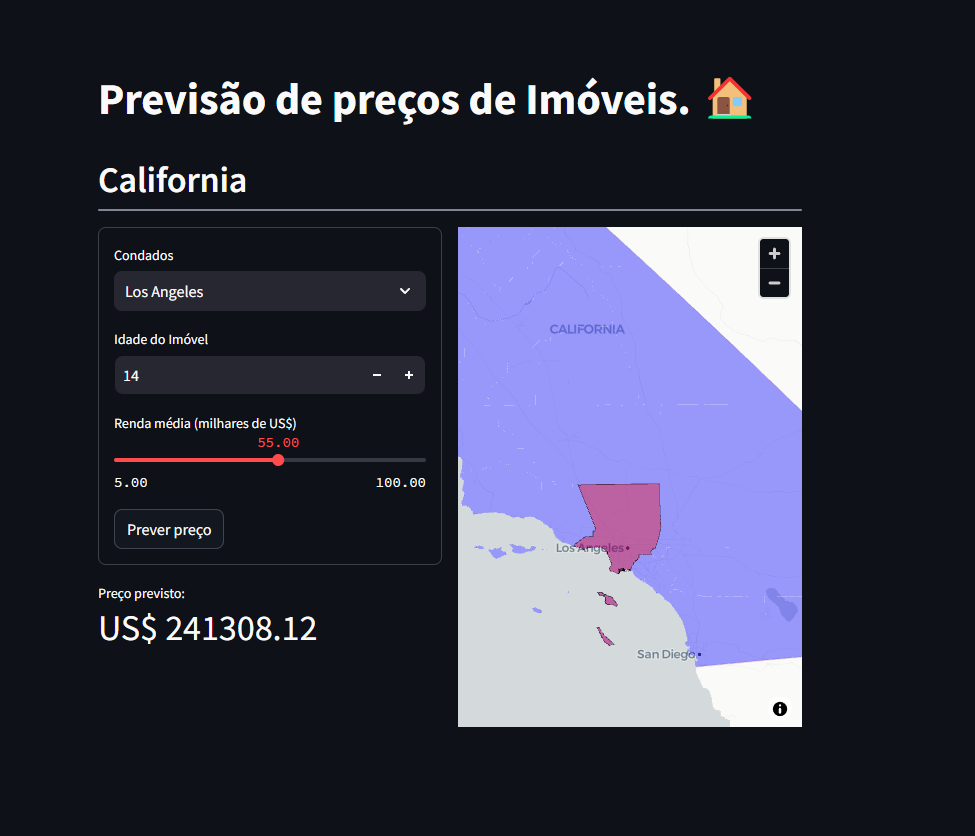 Previsão de preços de Imóveis. 🏠
California
Condados
Los Angeles
Idade do Imóvel
14
Renda média (milhares de US$)
55.00
5.00 100.00
Prever preço
Preço previsto:
US$ 241308.12
CALIFORNIA
Los Angeles
San Diego